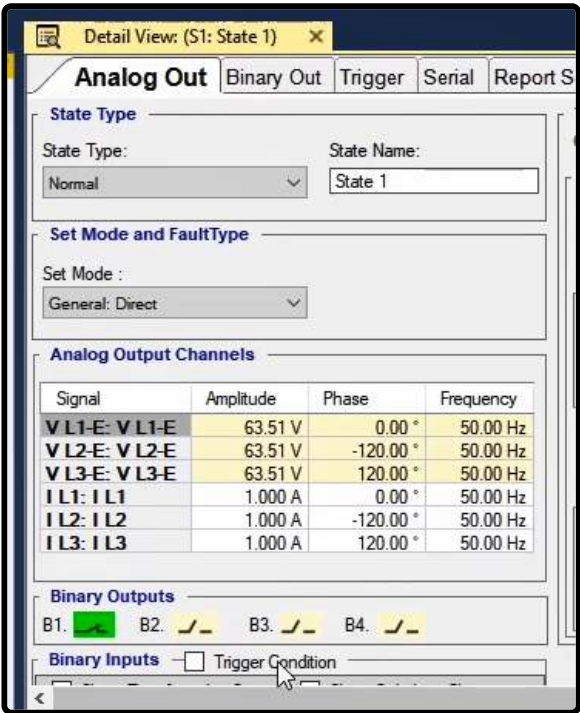 Detail View: (S1: State 1)
Analog Out Binary Out Trigger Serial Report S
State Type
State Type: State Name:
Normal State 1
Set Mode and FaultType
Set Mode :
General: Direct
Analog Output Channels
Signal Amplitude Phase Frequency
V L1-E: V L1-E 63.51 V 0.00 ° 50.00 Hz
V L2-E: V L2-E 63.51 V -120.00 ° 50.00 Hz
V L3-E: V L3-E 63.51 V 120.00 ° 50.00 Hz
I L1: I L1 1.000 A 0.00 ° 50.00 Hz
I L2: I L2 1.000 A -120.00 ° 50.00 Hz
I L3: I L3 1.000 A 120.00 ° 50.00 Hz
Binary Outputs
B1. B2. B3. B4.
Binary Inputs Trigger Condition